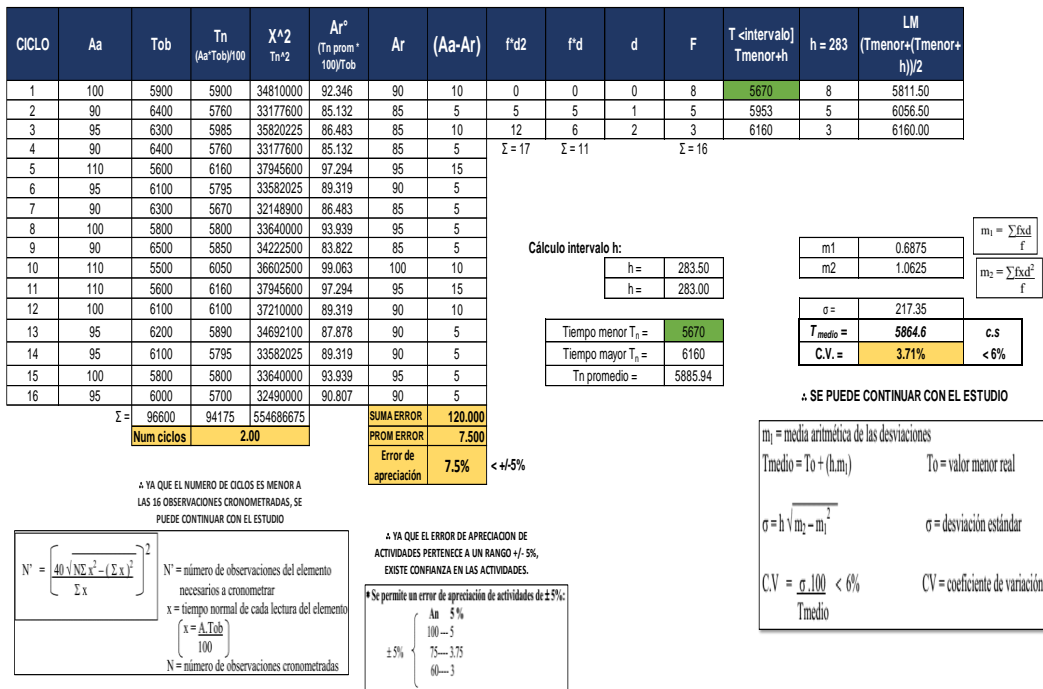 CICLO Aa Tob Tn (Aa*Tob)/100 X^2 Tn^2 Ar° (Tn prom * 100)/Tob Ar (Aa-Ar) f*d2 f*d d F T <intervalo] Tmenor+h h = 283 LM (Tmenor+(Tmenor+ h))/2
1 100 5900 5900 34810000 92.346 90 10 0 0 0 8 5670 8 5811.50
2 90 6400 5760 33177600 85.132 85 5 5 5 1 5 5953 5 6056.50
3 95 6300 5985 35820225 86.483 85 10 12 6 2 3 6160 3 6160.00
4 90 6400 5760 33177600 85.132 85 5 Σ = 17 Σ = 11 Σ = 16
5 110 5600 6160 37945600 97.294 95 15
6 95 6100 5795 33582025 89.319 90 5
7 90 6300 5670 32148900 86.483 85 5
8 100 5800 5800 33640000 93.939 95 5
9 90 6500 5850 34222500 83.822 85 5
10 110 5500 6050 36602500 99.063 100 10
11 110 5600 6160 37945600 97.294 95 15
12 100 6100 6100 37210000 89.319 90 10
13 95 6200 5890 34692100 87.878 90 5
14 95 6100 5795 33582025 89.319 90 5
15 100 5800 5800 33640000 93.939 95 5
16 95 6000 5700 32490000 90.807 90 5
Σ = 96600 94175 554686675 SUMA ERROR 120.000
Num ciclos 2.00 PROM ERROR 7.500
Error de apreciación 7.5% < +/-5%
Cálculo intervalo h:
h = 283.50
h = 283.00
Tiempo menor Tn = 5670
Tiempo mayor Tn = 6160
Tn promedio = 5885.94
m1 0.6875
m2 1.0625
m₁ = ∑fxd
f
m₂ = ∑fxd²
f
σ = 217.35
T medio = 5864.6 c.s
C.V. = 3.71% < 6%
∴ SE PUEDE CONTINUAR CON EL ESTUDIO
m₁ = media aritmética de las desviaciones
Tmedio = To + (h.m₁) To = valor menor real
σ = h √m₂ – m₁² σ = desviación estándar
C.V = σ .100 < 6% CV = coeficiente de variación
Tmedio
∴ YA QUE EL NUMERO DE CICLOS ES MENOR A
LAS 16 OBSERVACIONES CRONOMETRADAS, SE
PUEDE CONTINUAR CON EL ESTUDIO
N' = (40 √NΣ x² – (Σ x)²)²
Σ x
N' = número de observaciones del elemento
necesarios a cronometrar
x = tiempo normal de cada lectura del elemento
(x = A.Tob)
100
N = número de observaciones cronometradas
∴ YA QUE EL ERROR DE APRECIACION DE
ACTIVIDADES PERTENECE A UN RANGO +/- 5%,
EXISTE CONFIANZA EN LAS ACTIVIDADES.
• Se permite un error de apreciación de actividades de ± 5%:
An 5 %
100 --- 5
± 5% 75---- 3.75
60---- 3